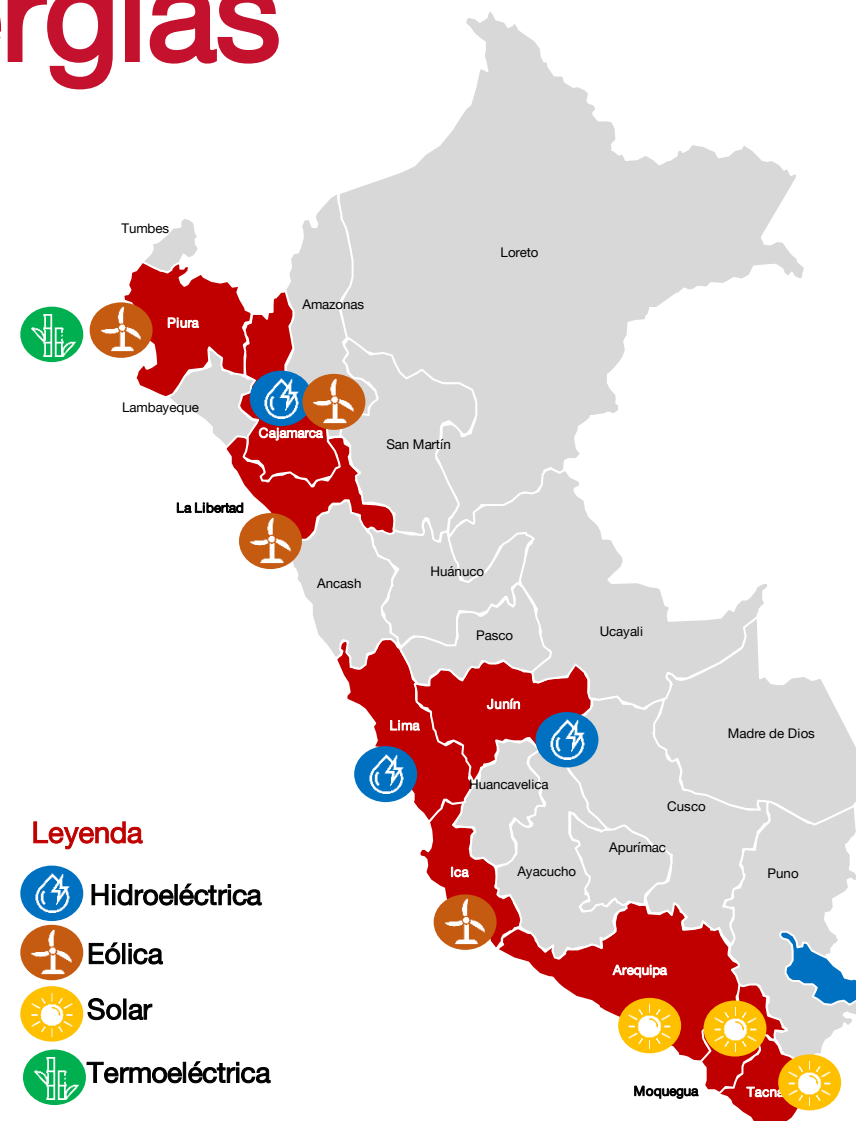 ergías
Tumbes
Loreto
Amazonas
Piura
Lambayeque
Cajamarca
San Martín
La Libertad
Huánuco
Ancash
Ucayali
Pasco
Junín
Lima
Madre de Dios
Huancavelica
Cusco
Leyenda
Apurímac
Ica
Ayacucho
Puno
Hidroeléctrica
Eólica
Arequipa
Solar
Termoeléctrica
Moquegua
Tacna